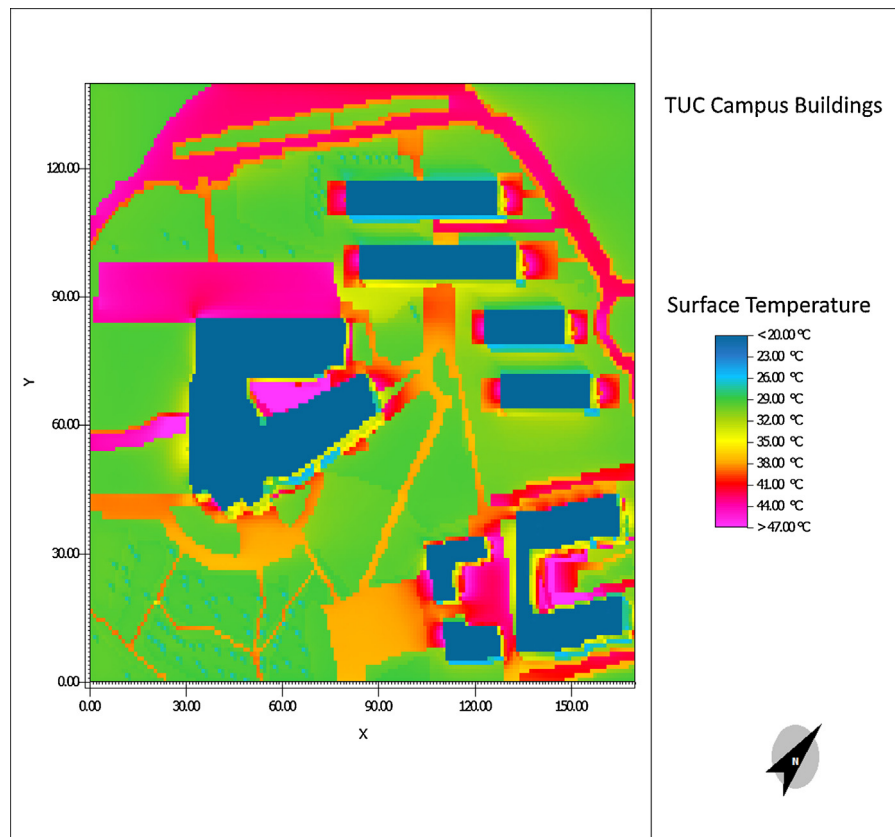 TUC Campus Buildings
120.00
90.00
Y
60.00
30.00
0.00
0.00 30.00 60.00 90.00 120.00 150.00
X
Surface Temperature
< 20.00 °C
23.00 °C
26.00 °C
29.00 °C
32.00 °C
35.00 °C
38.00 °C
41.00 °C
44.00 °C
> 47.00 °C
N